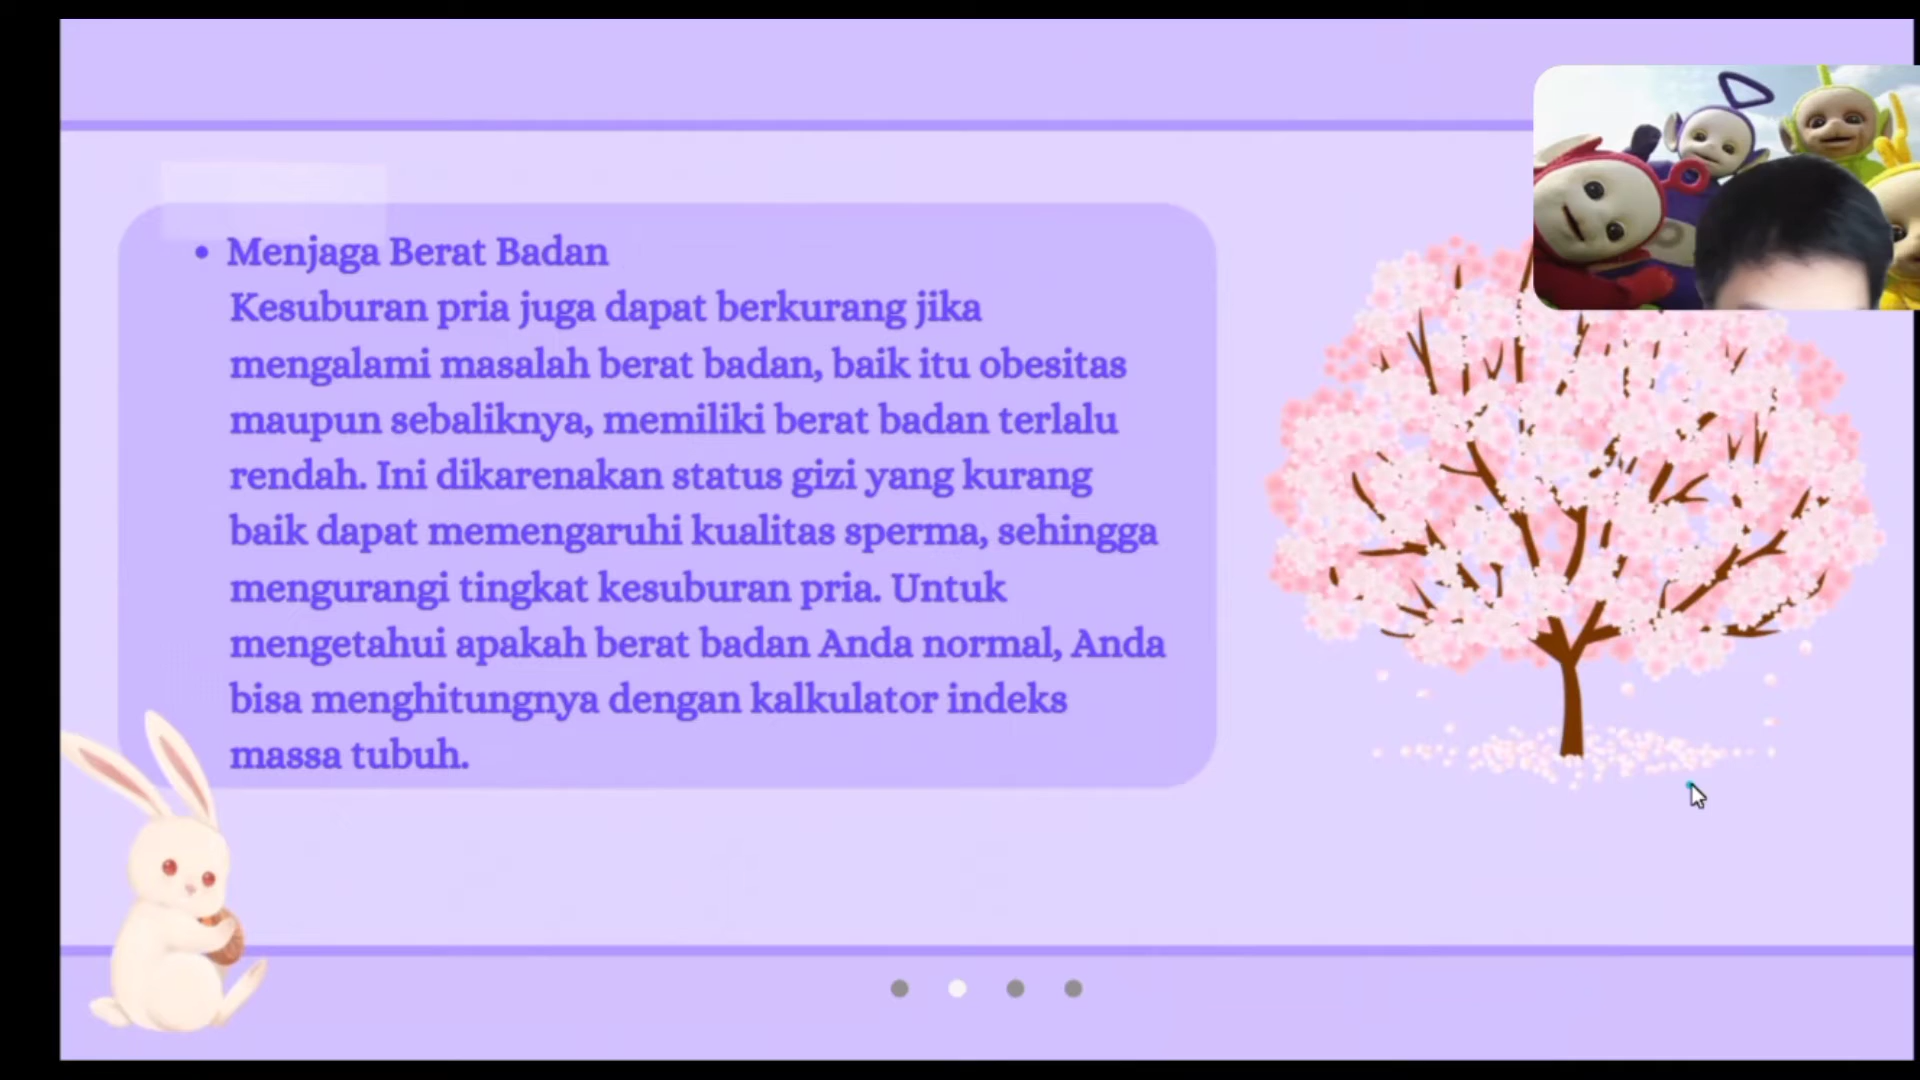 • Menjaga Berat Badan
Kesuburan pria juga dapat berkurang jika
mengalami masalah berat badan, baik itu obesitas
maupun sebaliknya, memiliki berat badan terlalu
rendah. Ini dikarenakan status gizi yang kurang
baik dapat memengaruhi kualitas sperma, sehingga
mengurangi tingkat kesuburan pria. Untuk
mengetahui apakah berat badan Anda normal, Anda
bisa menghitungnya dengan kalkulator indeks
massa tubuh.